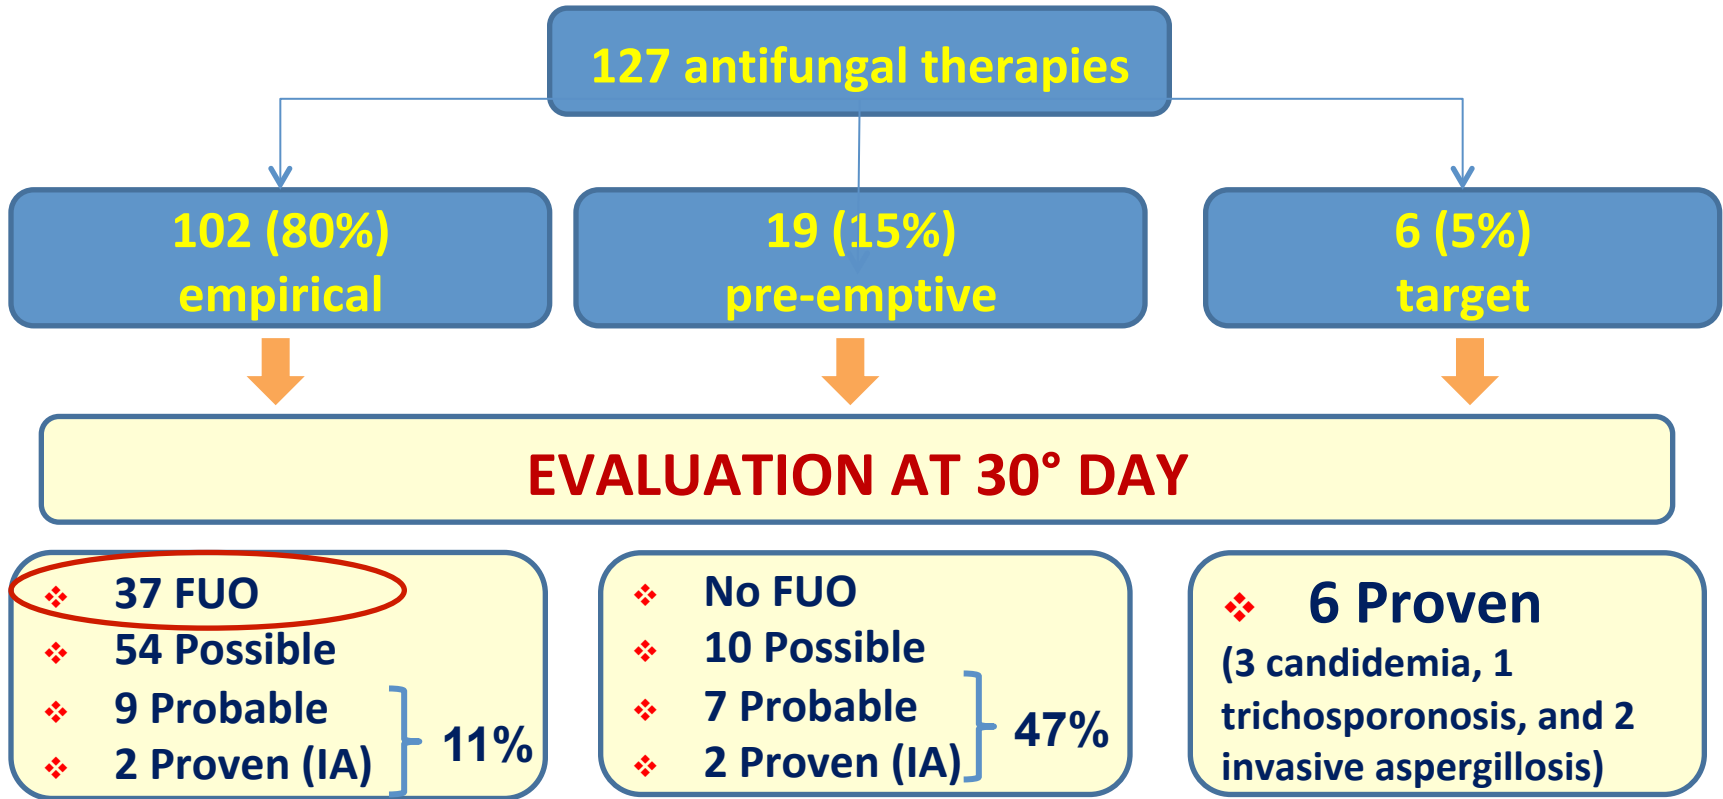 127 antifungal therapies
102 (80%)
empirical
19 (15%)
pre-emptive
6 (5%)
target
EVALUATION AT 30° DAY
37 FUO
54 Possible
9 Probable
2 Proven (IA)
11%
No FUO
10 Possible
7 Probable
2 Proven (IA)
47%
6 Proven
(3 candidemia, 1
trichosporonosis, and 2
invasive aspergillosis)